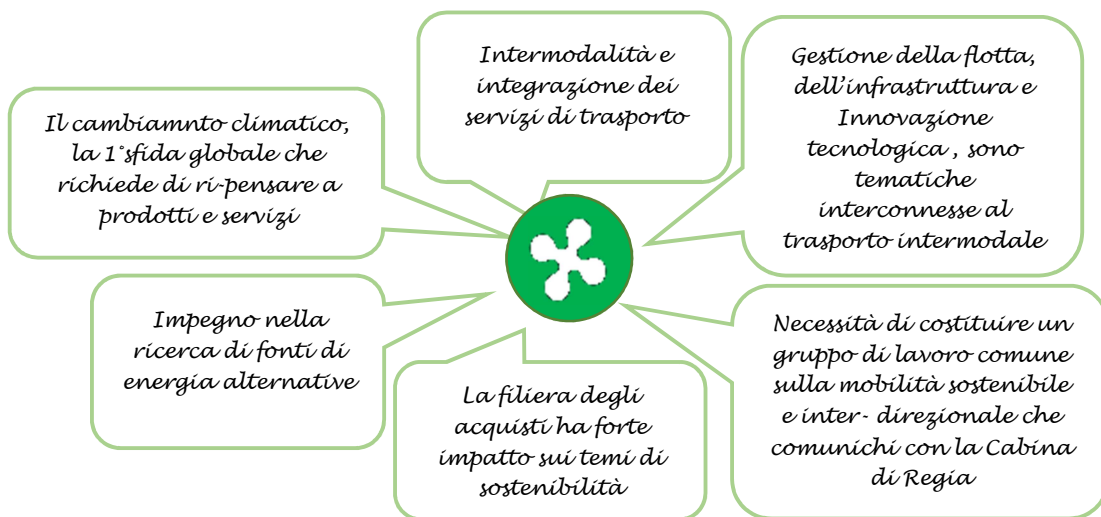 Intermodalità e
integrazione dei
servizi di trasporto
Gestione della flotta,
dell'infrastruttura e
Innovazione
tecnologica , sono
tematiche
interconnesse al
trasporto intermodale
Il cambiamnto climatico,
la 1°sfida globale che
richiede di ri-pensare a
prodotti e servizi
Impegno nella
ricerca di fonti di
energia alternative
La filiera degli
acquisti ha forte
impatto sui temi di
sostenibilità
Necessità di costituire un
gruppo di lavoro comune
sulla mobilità sostenibile
e inter- direzionale che
comunichi con la Cabina
di Regia